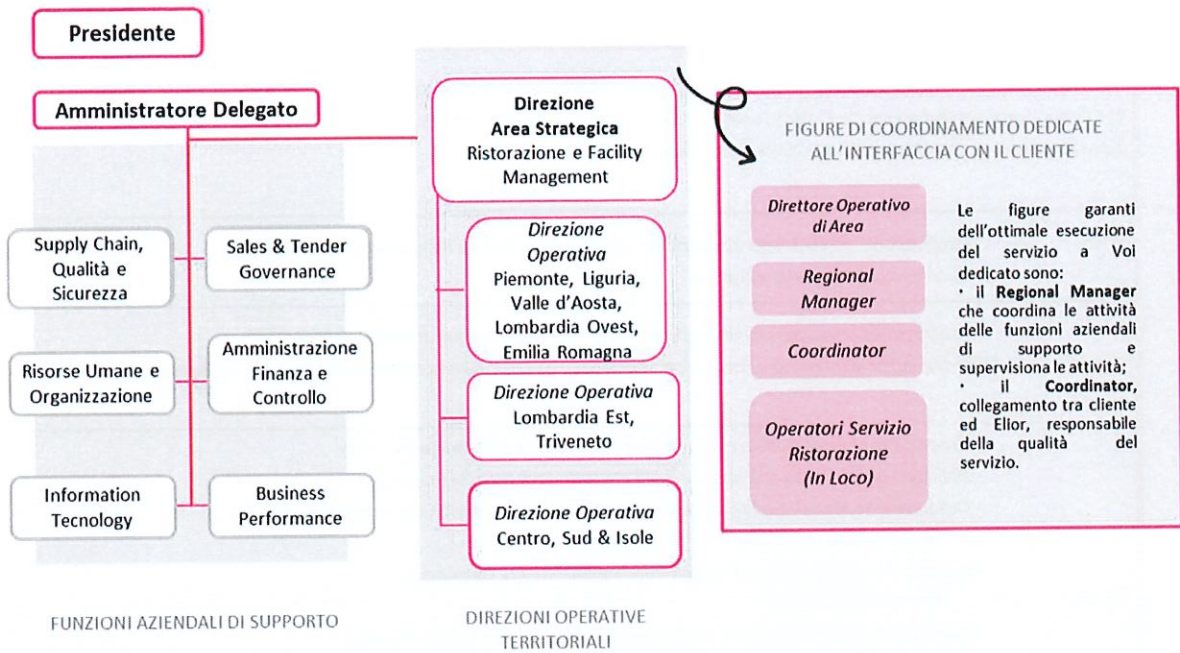 Presidente
Amministratore Delegato
Supply Chain,
Qualità e
Sicurezza
Sales & Tender
Governance
Risorse Umane e
Organizzazione
Amministrazione
Finanza e
Controllo
Information
Tecnology
Business
Performance
FUNZIONI AZIENDALI DI SUPPORTO
Direzione
Area Strategica
Ristorazione e Facility
Management
Direzione
Operativa
Piemonte, Liguria,
Valle d'Aosta,
Lombardia Ovest,
Emilia Romagna
Direzione Operativa
Lombardia Est,
Triveneto
Direzione Operativa
Centro, Sud & Isole
DIREZIONI OPERATIVE
TERRITORIALI
FIGURE DI COORDINAMENTO DEDICATE
ALL'INTERFACCIA CON IL CLIENTE
Direttore Operativo
di Area
Regional
Manager
Coordinator
Operatori Servizio
Ristorazione
(In Loco)
Le figure garanti
dell'ottimale esecuzione
del servizio a Voi
dedicato sono:
· il Regional Manager
che coordina le attività
delle funzioni aziendali
di supporto e
supervisiona le attività;
· il Coordinator,
collegamento tra cliente
ed Elior, responsabile
della qualità del
servizio.